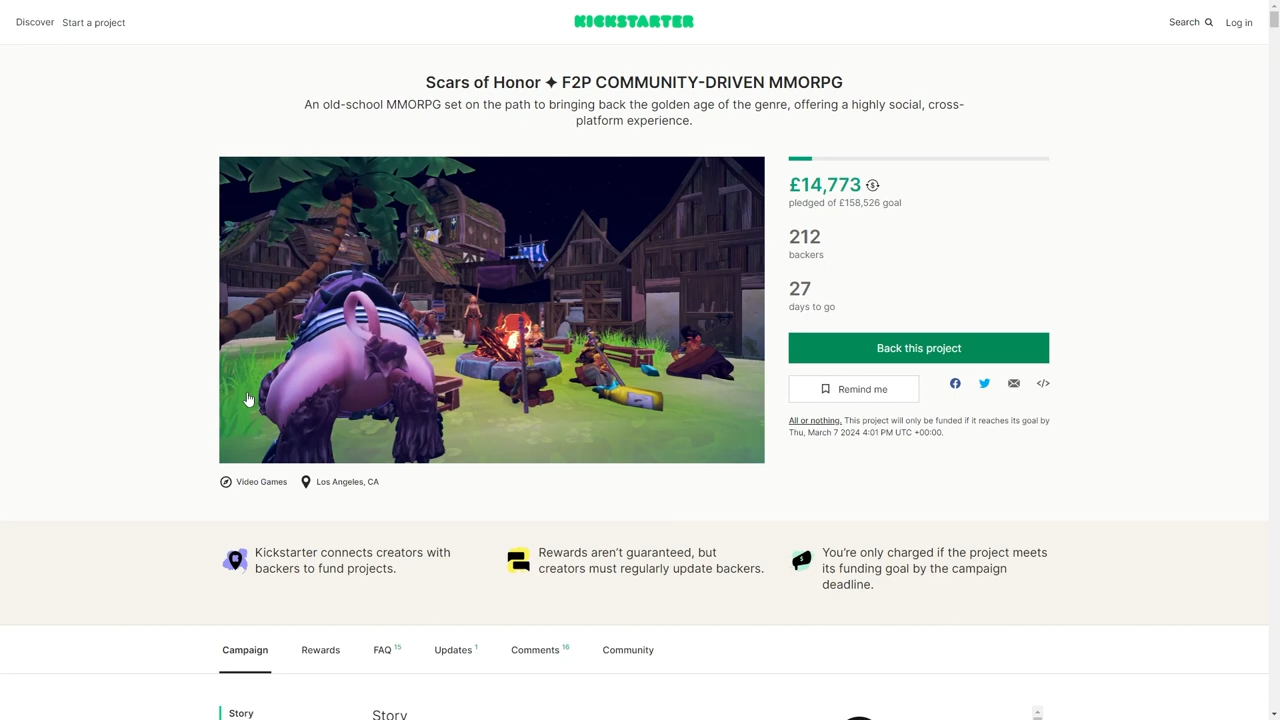 Discover Start a project KICKSTARTER Search Log in
Scars of Honor ✦ F2P COMMUNITY-DRIVEN MMORPG
An old-school MMORPG set on the path to bringing back the golden age of the genre, offering a highly social, cross-
platform experience.
£14,773
pledged of £158,526 goal
212
backers
27
days to go
Back this project
Remind me
All or nothing. This project will only be funded if it reaches its goal by
Thu, March 7 2024 4:01 PM UTC +00:00.
Video Games Los Angeles, CA
Kickstarter connects creators with
backers to fund projects.
Rewards aren’t guaranteed, but
creators must regularly update backers.
You’re only charged if the project meets
its funding goal by the campaign
deadline.
Campaign Rewards FAQ 15 Updates 1 Comments 16 Community
Story Story